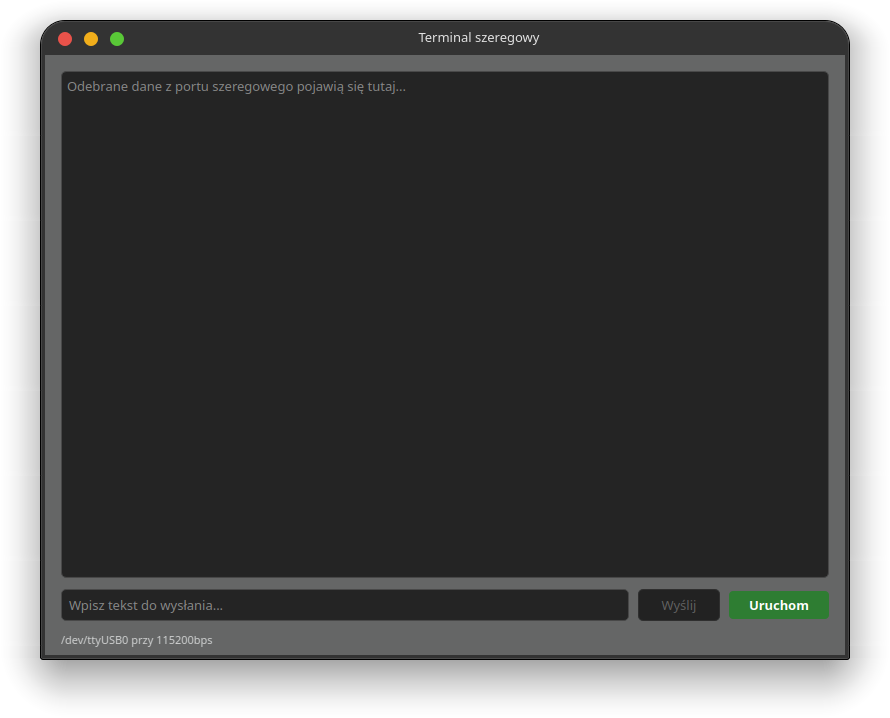 Terminal szeregowy
Odebrane dane z portu szeregowego pojawią się tutaj...
Wpisz tekst do wysłania...
Wyślij
Uruchom
/dev/ttyUSB0 przy 115200bps